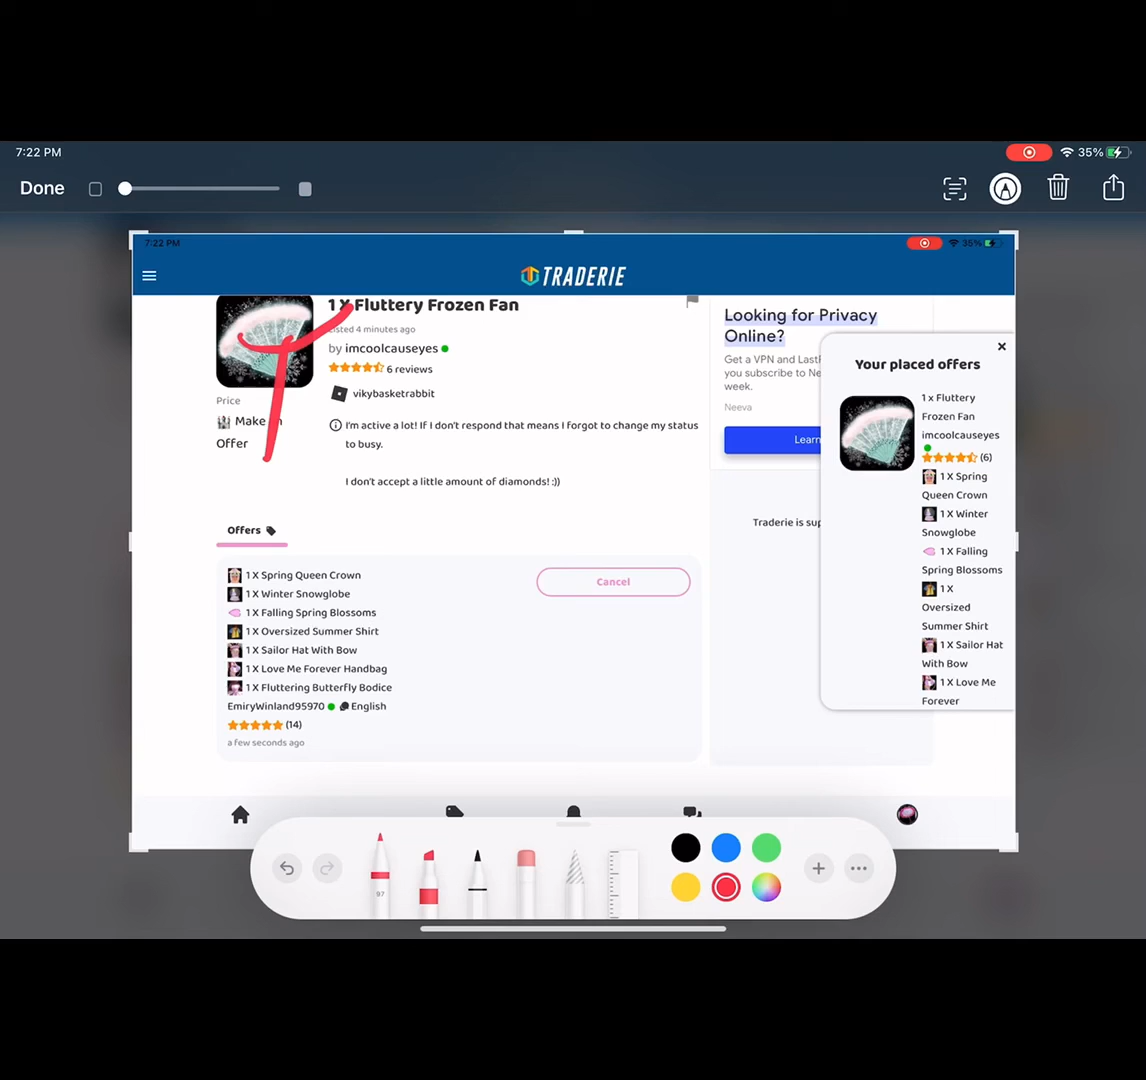 7:22 PM
35%
Done
7:22 PM
35%
TRADERIE
1 X Fluttery Frozen Fan
Listed 4 minutes ago
by imcoolcauseyes
6 reviews
vikybasketrabbit
Price
Make an
Offer
I'm active a lot! If I don't respond that means I forgot to change my status
to busy.
I don't accept a little amount of diamonds! :))
Offers
1 X Spring Queen Crown
1 X Winter Snowglobe
1 X Falling Spring Blossoms
1 X Oversized Summer Shirt
1 X Sailor Hat With Bow
1 X Love Me Forever Handbag
1 X Fluttering Butterfly Bodice
EmiryWinland95970 English
(14)
a few seconds ago
Cancel
Looking for Privacy
Online?
Get a VPN and LastP
you subscribe to Ne
week.
Neeva
Learn
Traderie is sup
Your placed offers
1 x Fluttery
Frozen Fan
imcoolcauseyes
(6)
1 X Spring
Queen Crown
1 X Winter
Snowglobe
1 X Falling
Spring Blossoms
1 X
Oversized
Summer Shirt
1 X Sailor Hat
With Bow
1 X Love Me
Forever
97